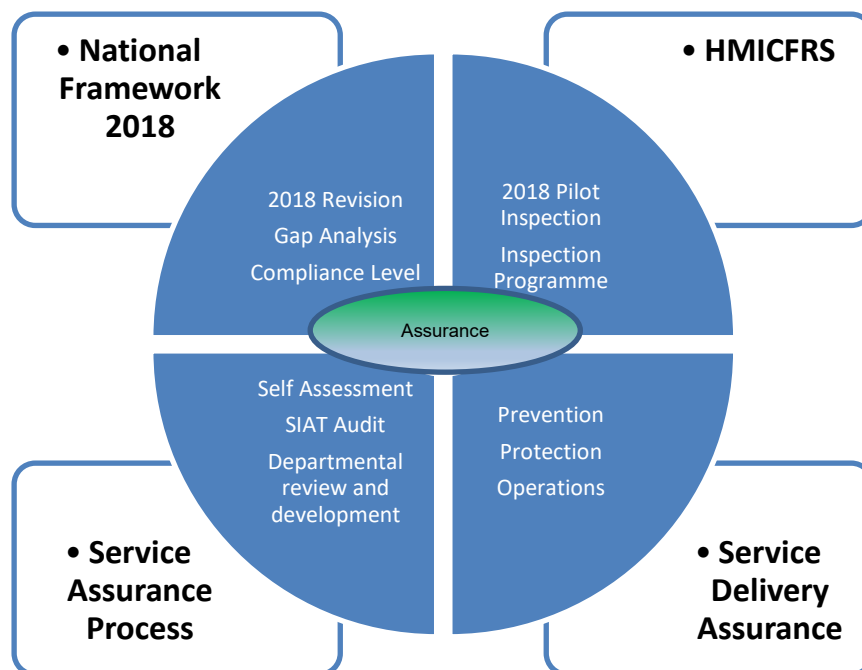 • National
Framework
2018
• HMICFRS
2018 Revision
Gap Analysis
Compliance Level
2018 Pilot
Inspection
Inspection
Programme
Assurance
Self Assessment
SIAT Audit
Departmental
review and
development
Prevention
Protection
Operations
• Service
Assurance
Process
• Service
Delivery
Assurance